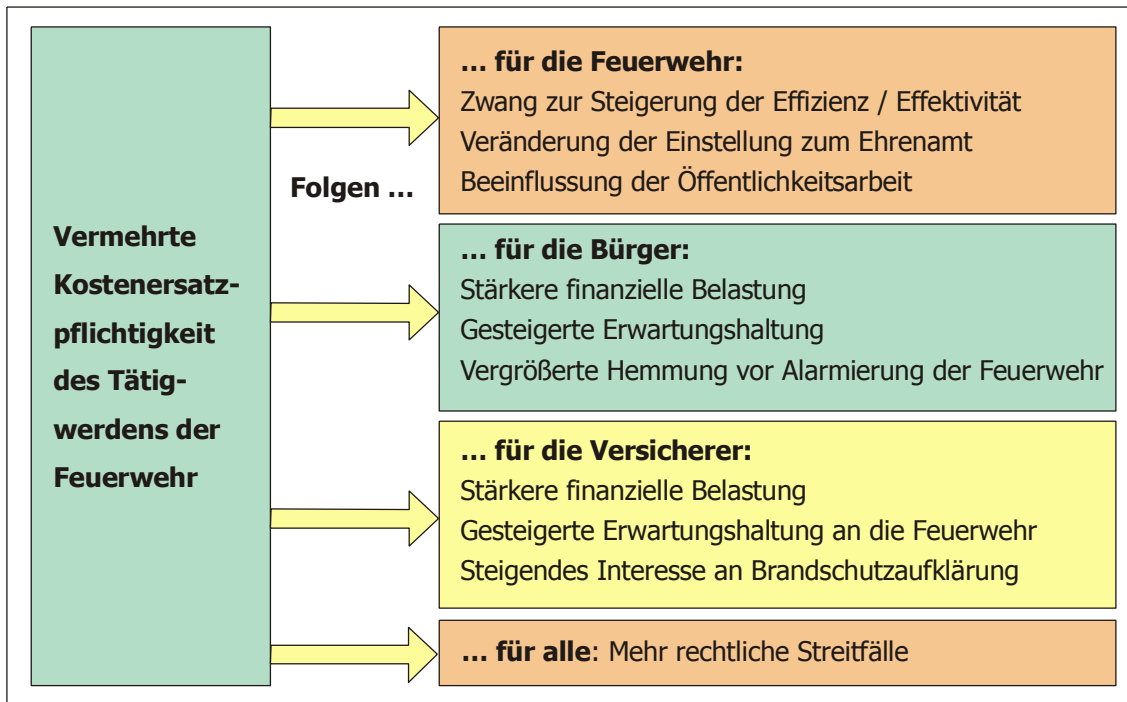 Vermehrte
Kostenersatz-
pflichtigkeit
des Tätig-
werdens der
Feuerwehr
Folgen ...
... für die Feuerwehr:
Zwang zur Steigerung der Effizienz / Effektivität
Veränderung der Einstellung zum Ehrenamt
Beeinflussung der Öffentlichkeitsarbeit
... für die Bürger:
Stärkere finanzielle Belastung
Gesteigerte Erwartungshaltung
Vergrößerte Hemmung vor Alarmierung der Feuerwehr
... für die Versicherer:
Stärkere finanzielle Belastung
Gesteigerte Erwartungshaltung an die Feuerwehr
Steigendes Interesse an Brandschutzaufklärung
... für alle: Mehr rechtliche Streitfälle